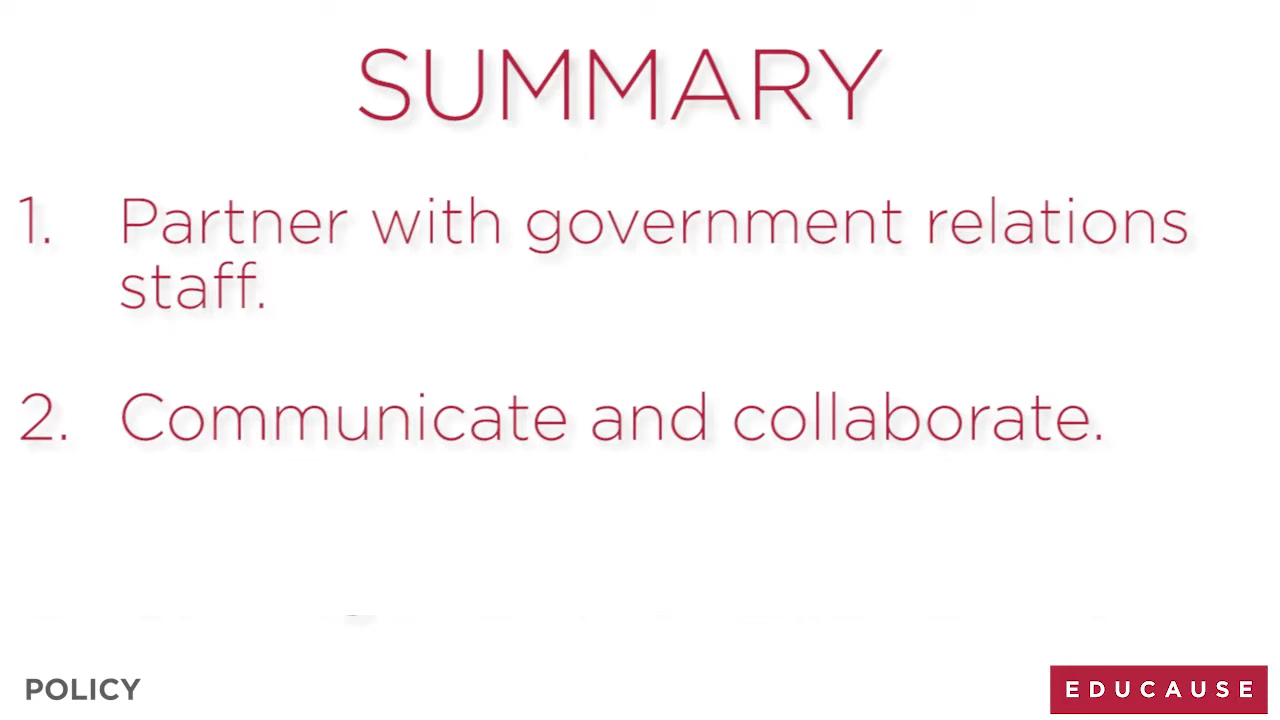 SUMMARY
1. Partner with government relations
staff.
2. Communicate and collaborate.
POLICY
EDUCAUSE